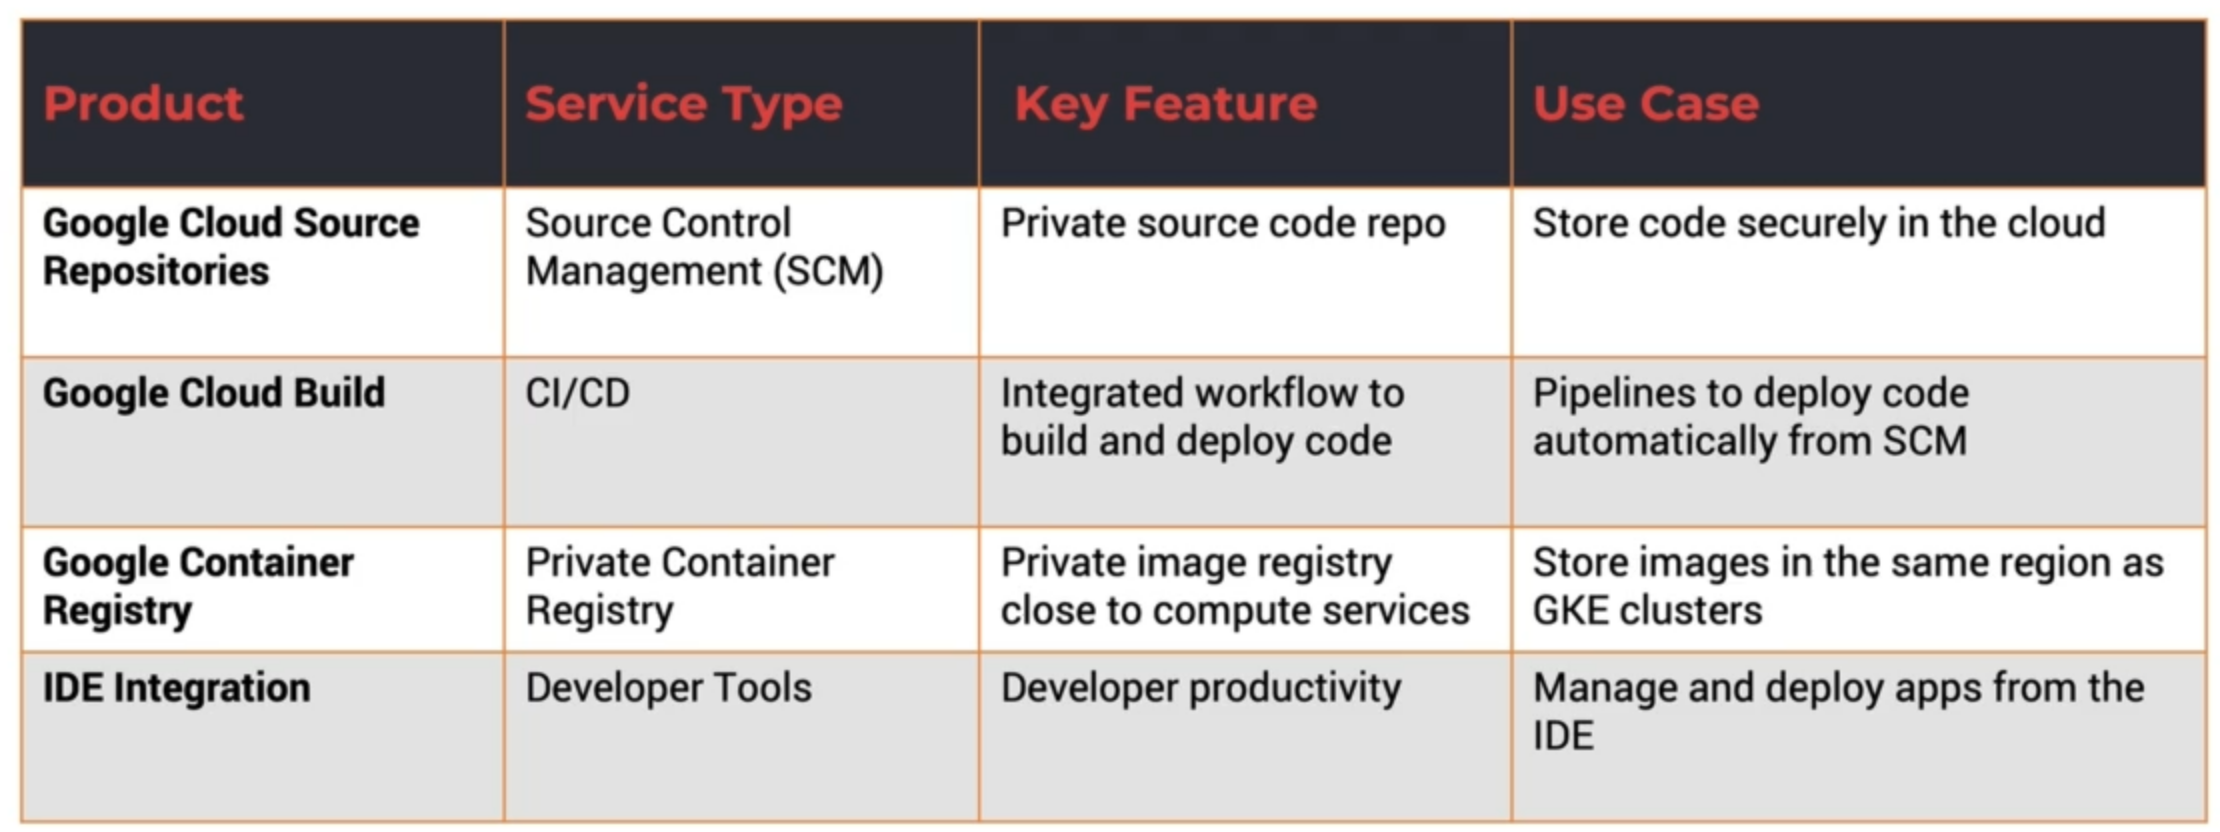 Product Service Type Key Feature Use Case
Google Cloud Source
Repositories
Source Control
Management (SCM)
Private source code repo
Store code securely in the cloud
Google Cloud Build
CI/CD
Integrated workflow to
build and deploy code
Pipelines to deploy code
automatically from SCM
Google Container
Registry
Private Container
Registry
Private image registry
close to compute services
Store images in the same region as
GKE clusters
IDE Integration
Developer Tools
Developer productivity
Manage and deploy apps from the
IDE